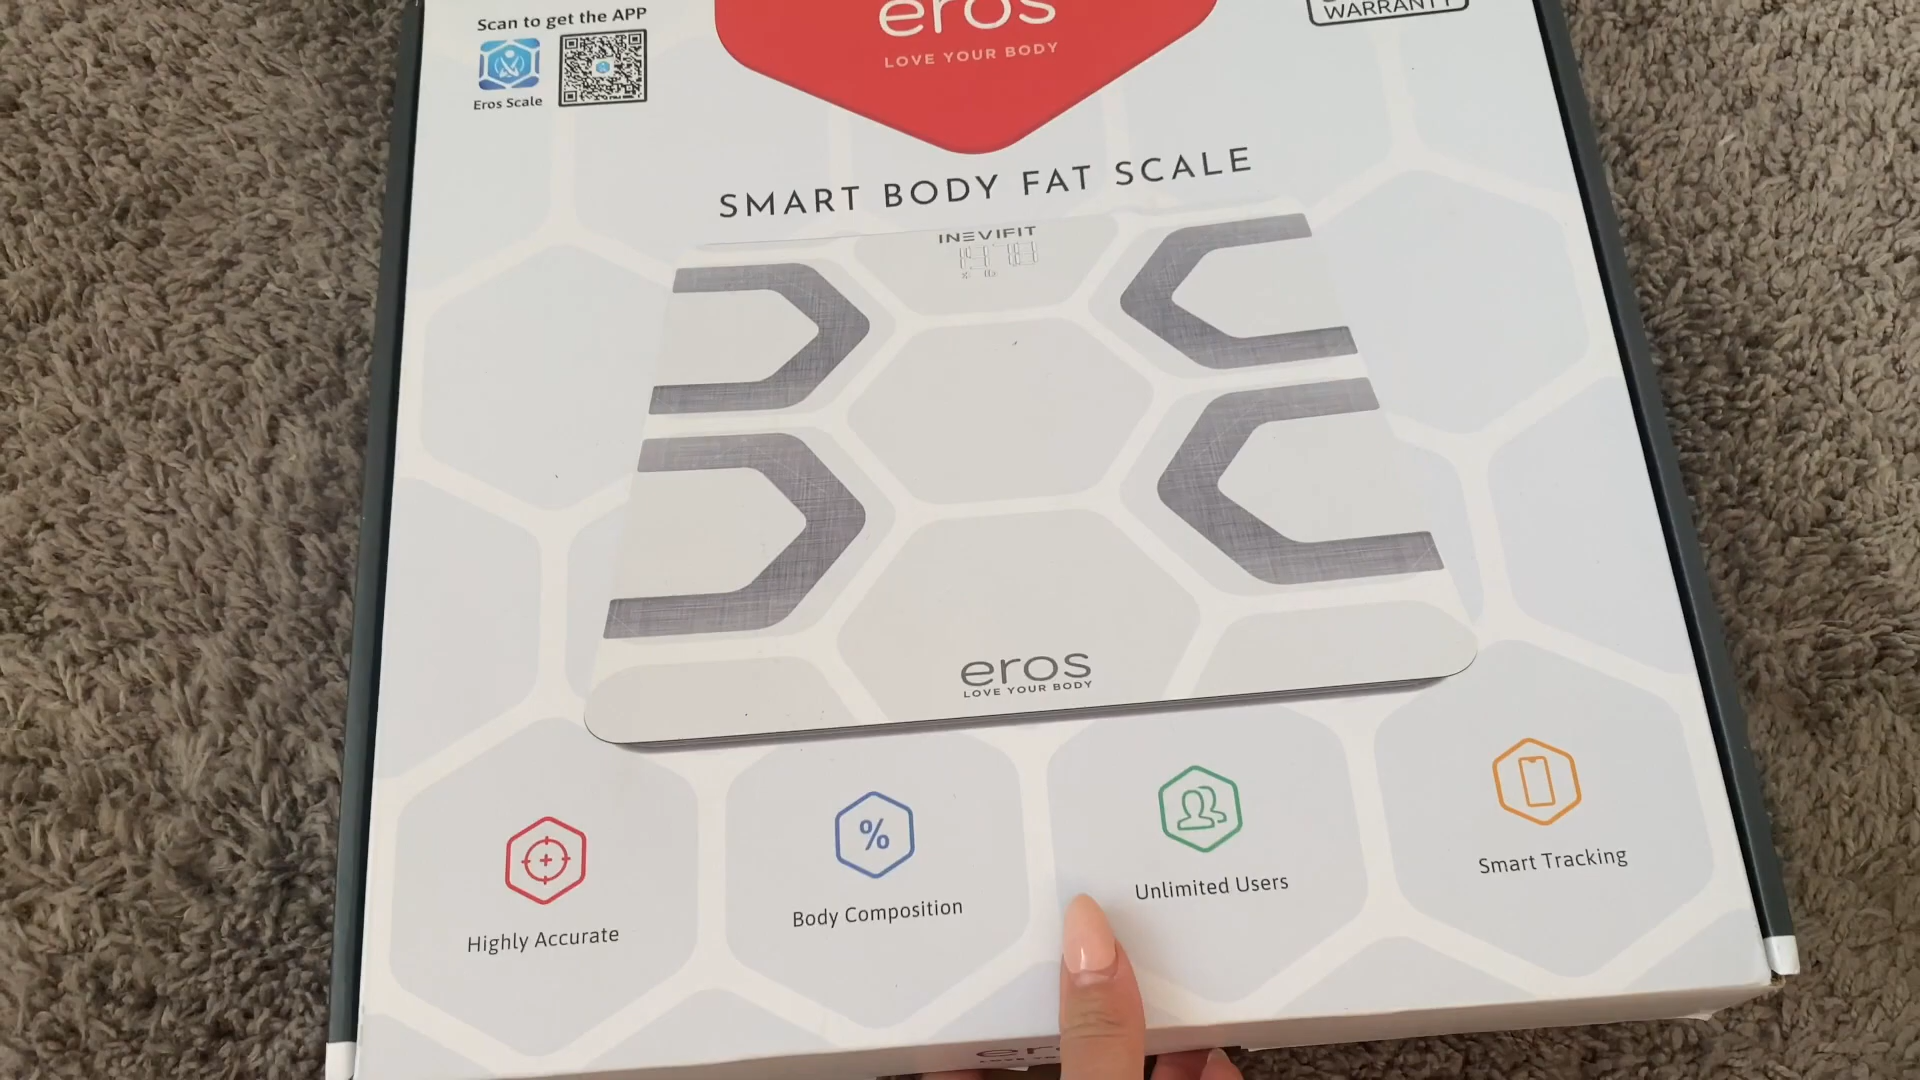 Scan to get the APP
Eros Scale
eros
LOVE YOUR BODY
WARRANTY
SMART BODY FAT SCALE
INEVIFIT
eros
LOVE YOUR BODY
%
Highly Accurate
Body Composition
Unlimited Users
Smart Tracking